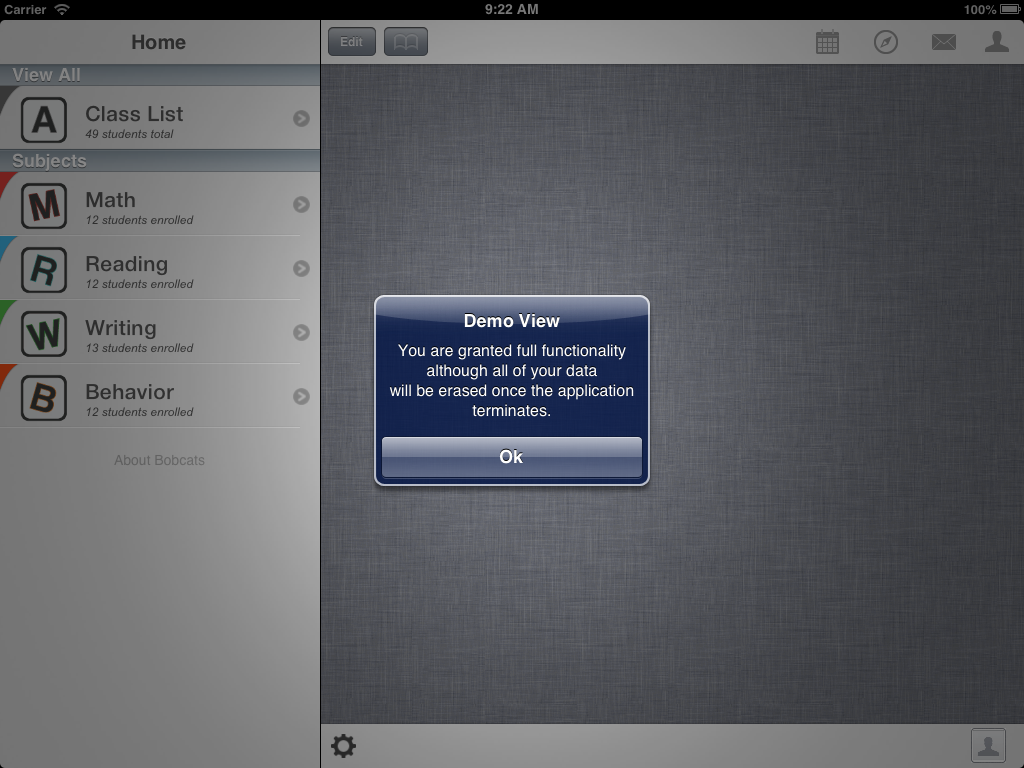 Carrier 9:22 AM 100%
Home
Edit
View All
A
Class List
49 students total
Subjects
M
Math
12 students enrolled
R
Reading
12 students enrolled
W
Writing
13 students enrolled
B
Behavior
12 students enrolled
About Bobcats
Demo View
You are granted full functionality
although all of your data
will be erased once the application
terminates.
Ok